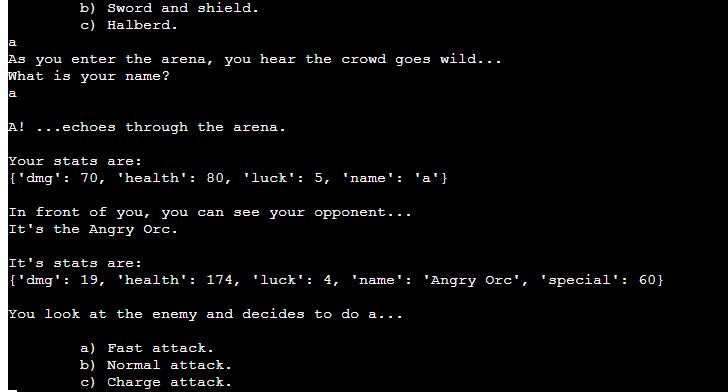 b) Sword and shield.
c) Halberd.
a
As you enter the arena, you hear the crowd goes wild...
What is your name?
a
A! ...echoes through the arena.
Your stats are:
{'dmg': 70, 'health': 80, 'luck': 5, 'name': 'a'}
In front of you, you can see your opponent...
It's the Angry Orc.
It's stats are:
{'dmg': 19, 'health': 174, 'luck': 4, 'name': 'Angry Orc', 'special': 60}
You look at the enemy and decides to do a...
a) Fast attack.
b) Normal attack.
c) Charge attack.